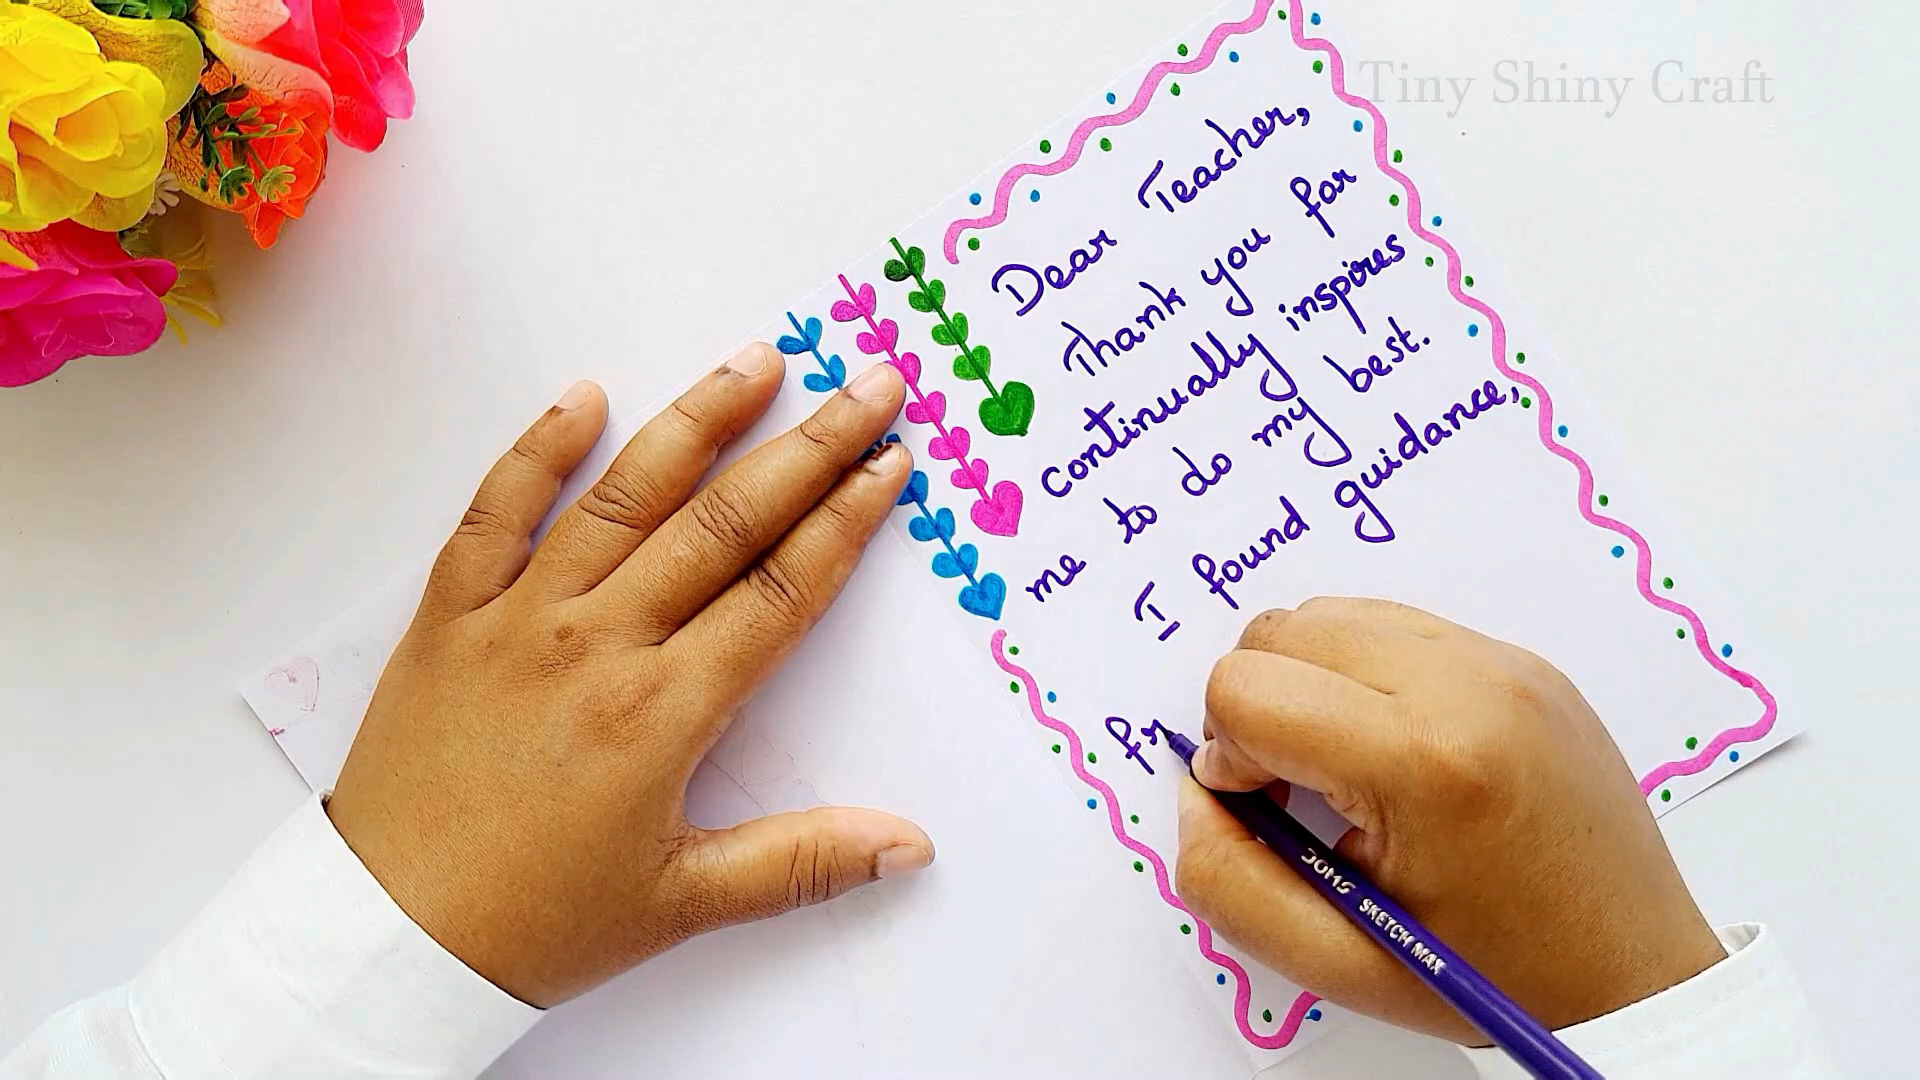 Tiny Shiny Craft
Dear Teacher,
Thank you for
continually inspires
me to do my best.
I found guidance,
fr
DOMS SKETCH MAX